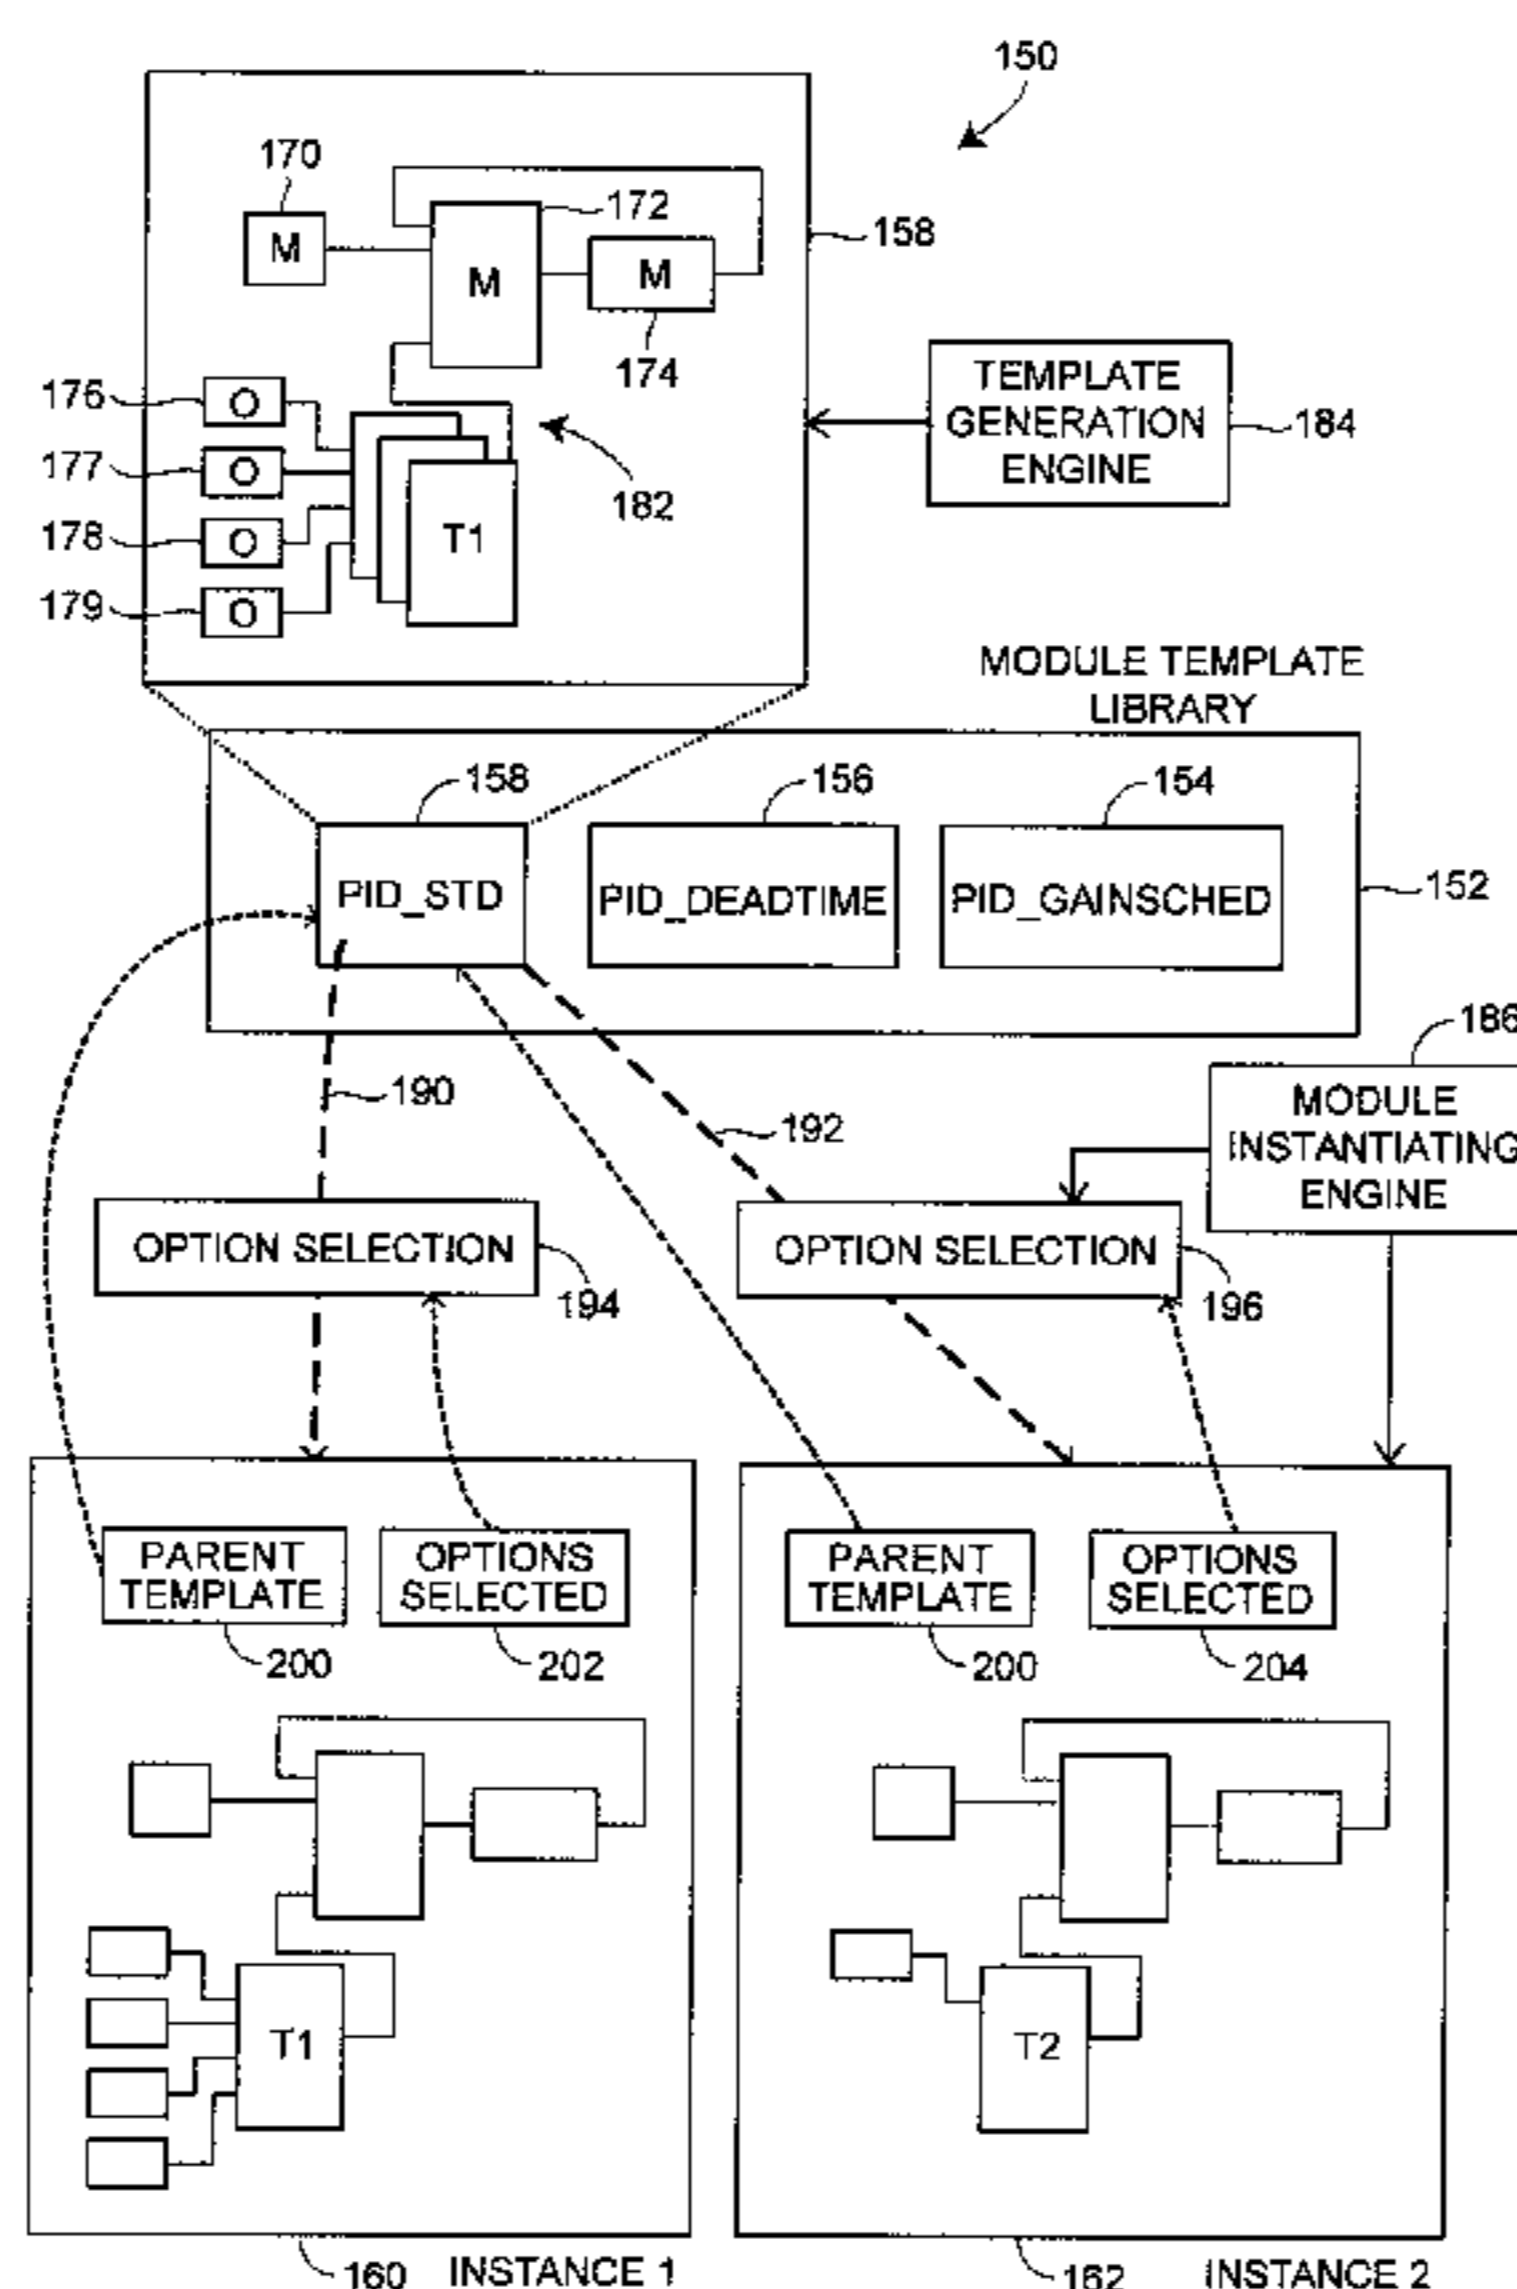 150
170
M
172
M
M
158
174
176
O
177
O
178
O
179
O
182
T1
TEMPLATE
GENERATION
ENGINE
184
MODULE TEMPLATE
LIBRARY
158
156
154
PID_STD
PID_DEADTIME
PID_GAINSCHED
152
186
190
192
MODULE
INSTANTIATING
ENGINE
OPTION SELECTION
194
OPTION SELECTION
196
PARENT
TEMPLATE
OPTIONS
SELECTED
PARENT
TEMPLATE
OPTIONS
SELECTED
200
202
200
204
T1
T2
160
INSTANCE 1
162
INSTANCE 2